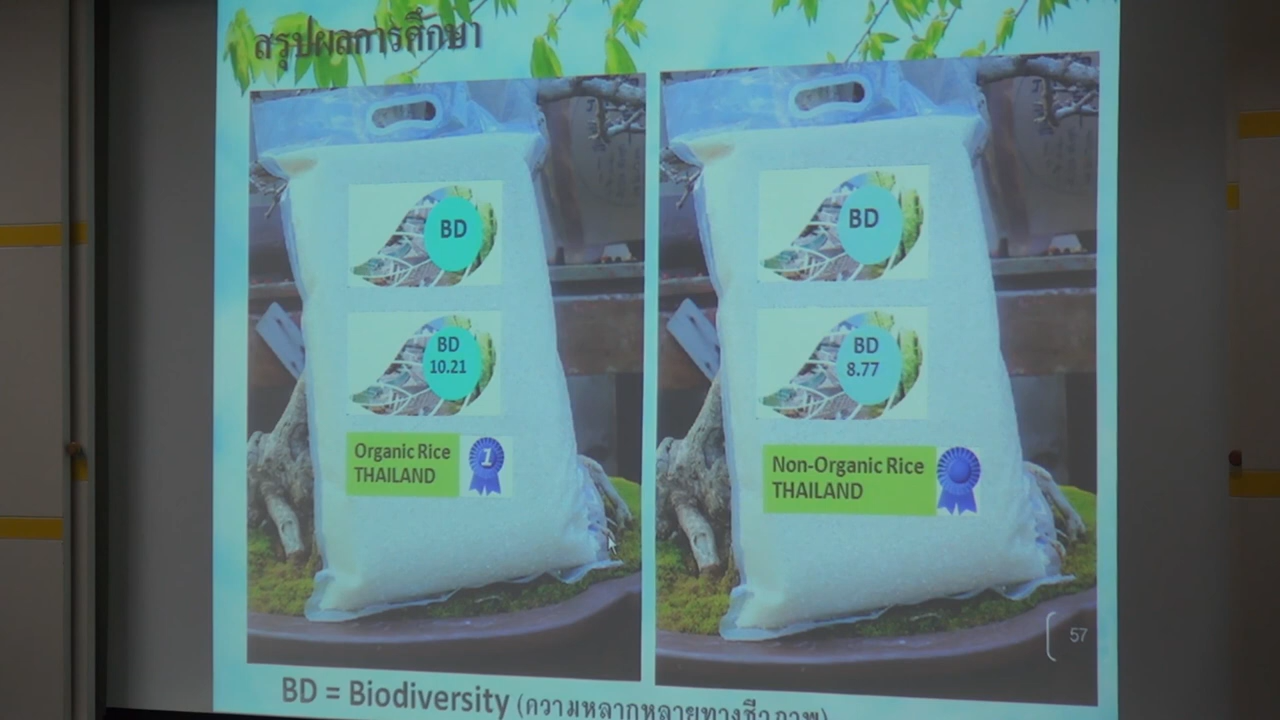 สรุปผลการศึกษา
BD
BD
10.21
Organic Rice
THAILAND
1
BD
BD
8.77
Non-Organic Rice
THAILAND
57
BD = Biodiversity (ความหลากหลายทางชีวภาพ)